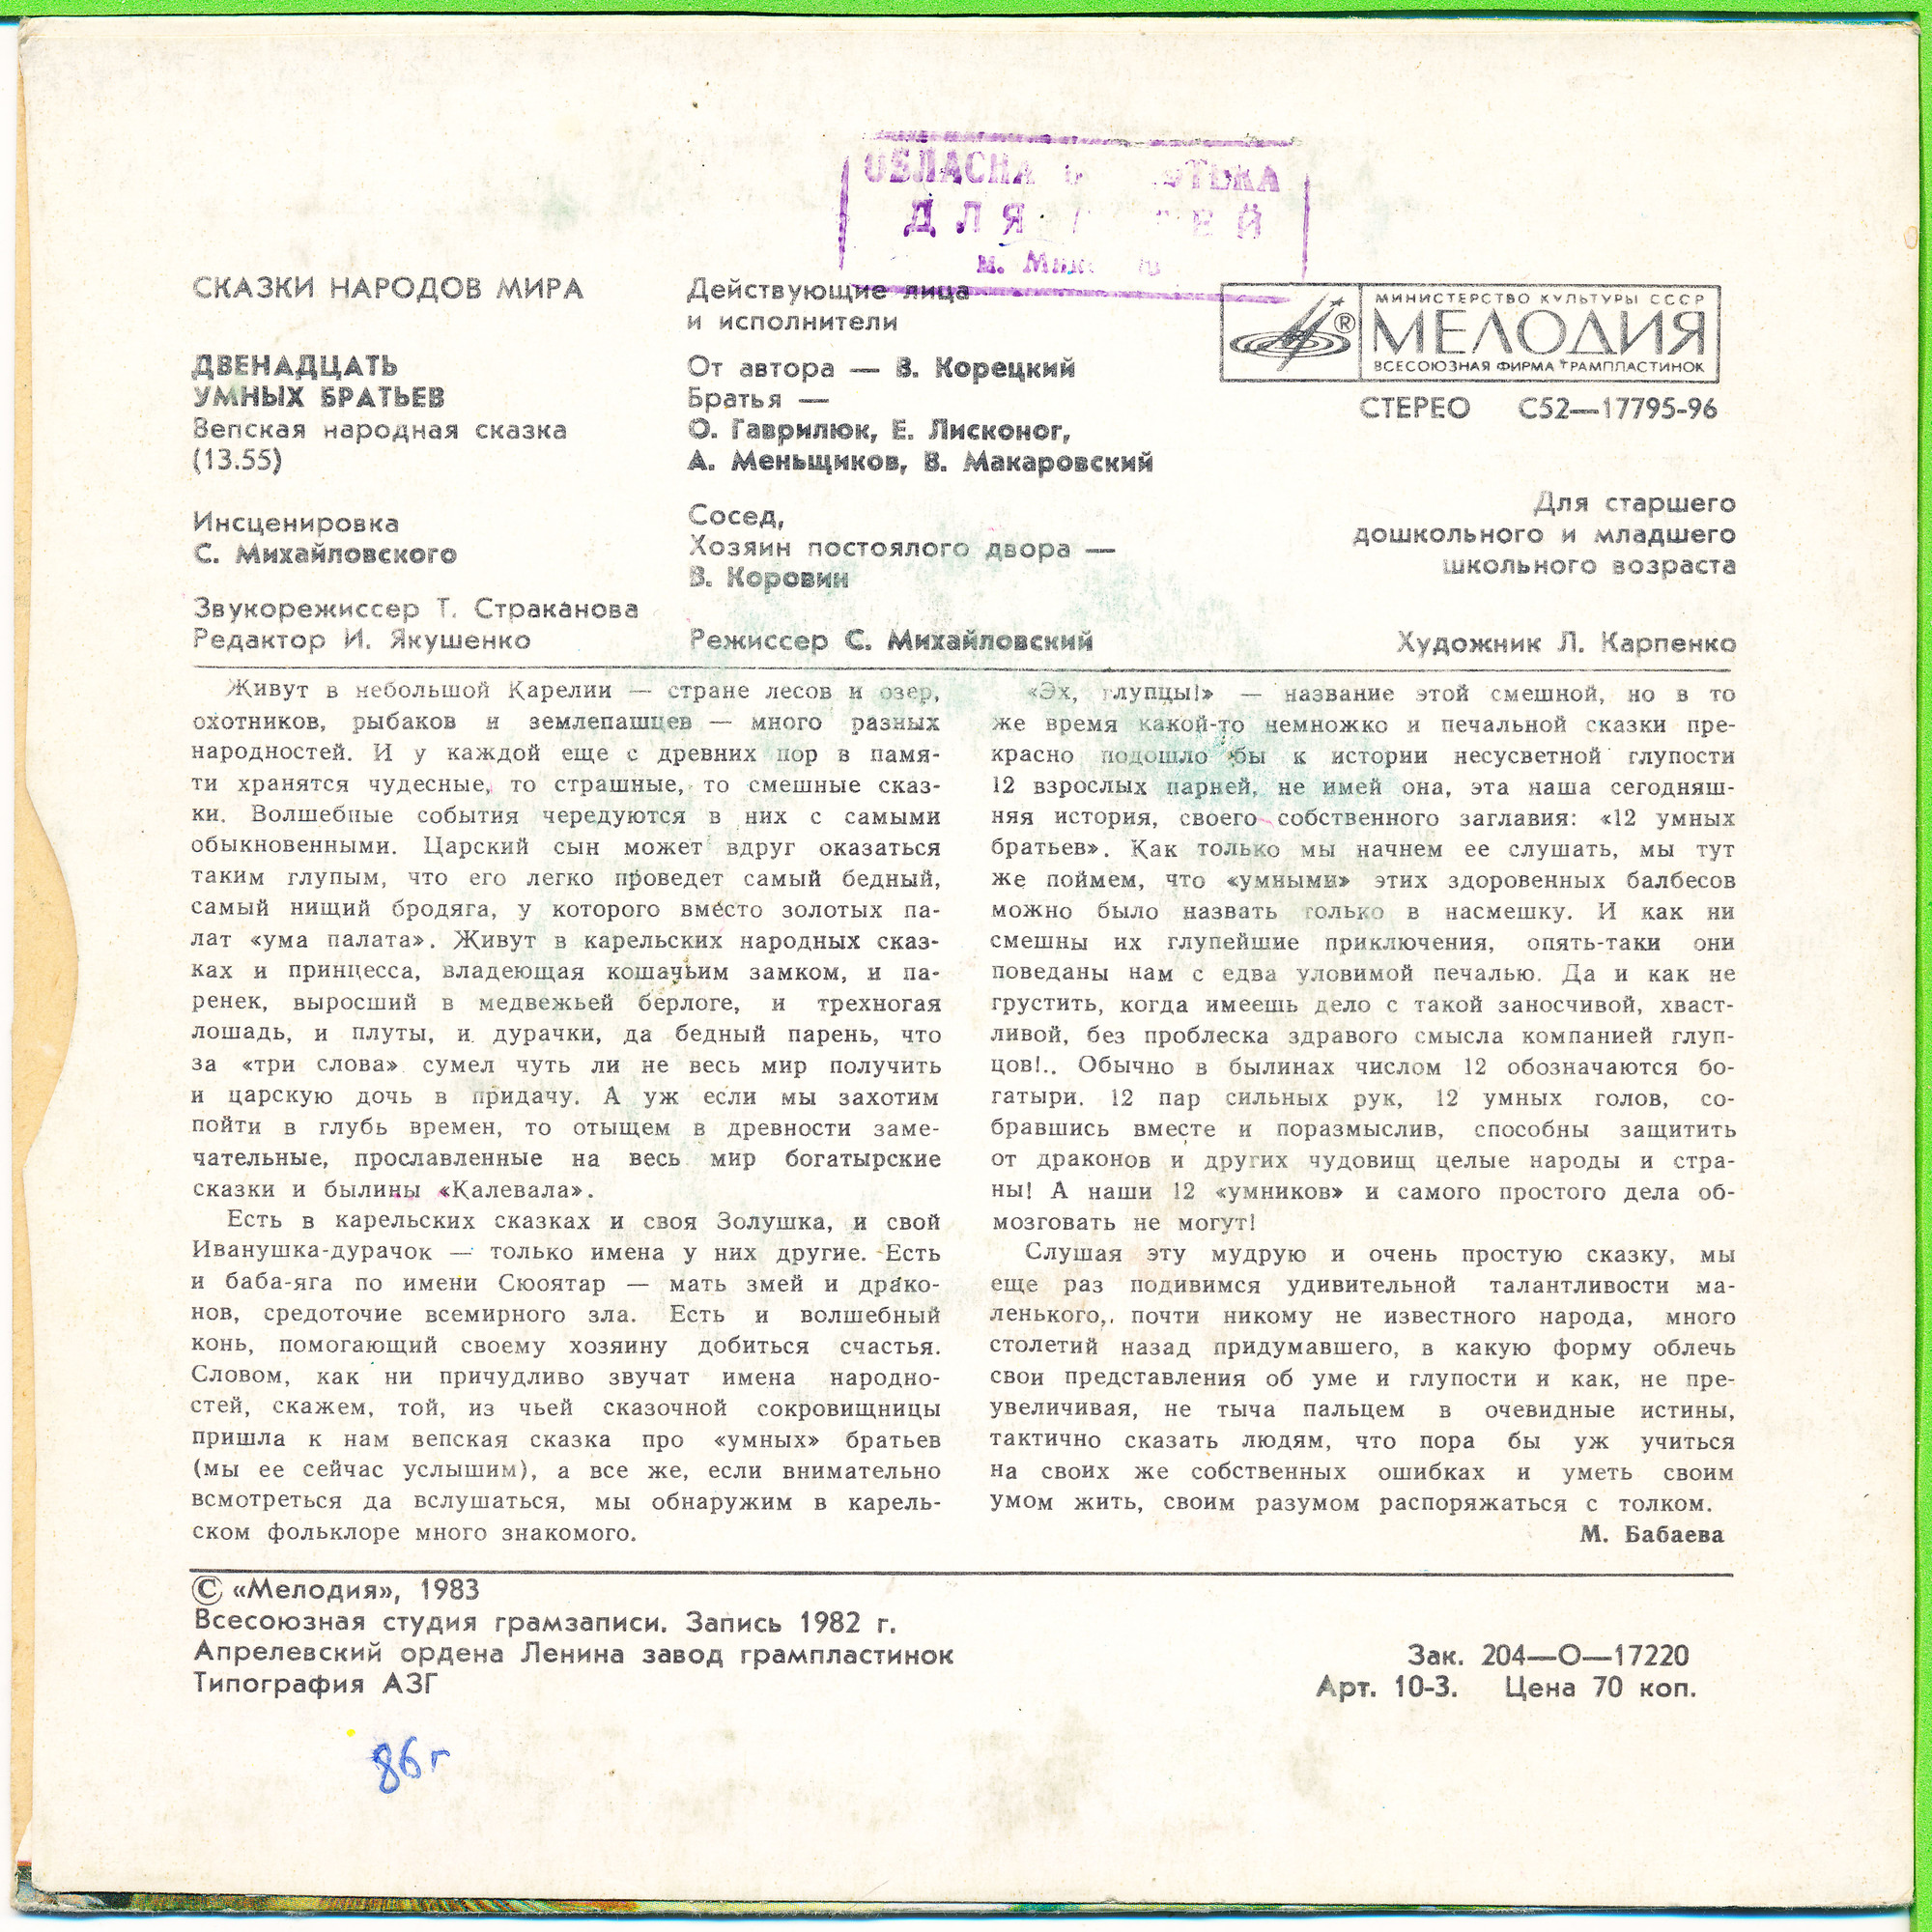 ОБЛАСНА
ДЛЯ
м.
СКАЗКИ НАРОДОВ МИРА
ДВЕНАДЦАТЬ
УМНЫХ БРАТЬЕВ
Вепская народная сказка
(13.55)
Инсценировка
С. Михайловского
Звукорежиссер Т. Страканова
Редактор И. Якушенко
Действующие лица
и исполнители
От автора — В. Корецкий
Братья —
О. Гаврилюк, Е. Лисконог,
А. Меньщиков, В. Макаровский
Сосед,
Хозяин постоялого двора —
В. Коровин
Режиссер С. Михайловский
МИНИСТЕРСТВО КУЛЬТУРЫ СССР
®
МЕЛОДИЯ
ВСЕСОЮЗНАЯ ФИРМА ГРАМПЛАСТИНОК
СТЕРЕО С52—17795-96
Для старшего
дошкольного и младшего
школьного возраста
Художник Л. Карпенко
Живут в небольшой Карелии — стране лесов и озер,
охотников, рыбаков и землепашцев — много разных
народностей. И у каждой еще с древних пор в памя-
ти хранятся чудесные, то страшные, то смешные сказ-
ки. Волшебные события чередуются в них с самыми
обыкновенными. Царский сын может вдруг оказаться
таким глупым, что его легко проведет самый бедный,
самый нищий бродяга, у которого вместо золотых па-
лат «ума палата». Живут в карельских народных сказ-
ках и принцесса, владеющая кошачьим замком, и па-
ренек, выросший в медвежьей берлоге, и трехногая
лошадь, и плуты, и дурачки, да бедный парень, что
за «три слова» сумел чуть ли не весь мир получить
и царскую дочь в придачу. А уж если мы захотим
пойти в глубь времен, то отыщем в древности заме-
чательные, прославленные на весь мир богатырские
сказки и былины «Калевала».
Есть в карельских сказках и своя Золушка, и свой
Иванушка-дурачок — только имена у них другие. Есть
и баба-яга по имени Сюоятар — мать змей и драко-
нов, средоточие всемирного зла. Есть и волшебный
конь, помогающий своему хозяину добиться счастья.
Словом, как ни причудливо звучат имена народно-
стей, скажем, той, из чьей сказочной сокровищницы
пришла к нам вепская сказка про «умных» братьев
(мы ее сейчас услышим), а все же, если внимательно
всмотреться да вслушаться, мы обнаружим в карель-
ском фольклоре много знакомого.
«Эх, глупцы!» — название этой смешной, но в то
же время какой-то немножко и печальной сказки пре-
красно подошло бы к истории несусветной глупости
12 взрослых парней, не имей она, эта наша сегодняш-
няя история, своего собственного заглавия: «12 умных
братьев». Как только мы начнем ее слушать, мы тут
же поймем, что «умными» этих здоровенных балбесов
можно было назвать только в насмешку. И как ни
смешны их глупейшие приключения, опять-таки они
поведаны нам с едва уловимой печалью. Да и как не
грустить, когда имеешь дело с такой заносчивой, хваст-
ливой, без проблеска здравого смысла компанией глуп-
цов!.. Обычно в былинах числом 12 обозначаются бо-
гатыри. 12 пар сильных рук, 12 умных голов, со-
бравшись вместе и поразмыслив, способны защитить
от драконов и других чудовищ целые народы и стра-
ны! А наши 12 «умников» и самого простого дела об-
мозговать не могут!
Слушая эту мудрую и очень простую сказку, мы
еще раз подивимся удивительной талантливости ма-
ленького, почти никому не известного народа, много
столетий назад придумавшего, в какую форму облечь
свои представления об уме и глупости и как, не пре-
увеличивая, не тыча пальцем в очевидные истины,
тактично сказать людям, что пора бы уж учиться
на своих же собственных ошибках и уметь своим
умом жить, своим разумом распоряжаться с толком.
М. Бабаева
© «Мелодия», 1983
Всесоюзная студия грамзаписи. Запись 1982 г.
Апрелевский ордена Ленина завод грампластинок
Типография АЗГ
Зак. 204—О—17220
Арт. 10-3. Цена 70 коп.
86 г